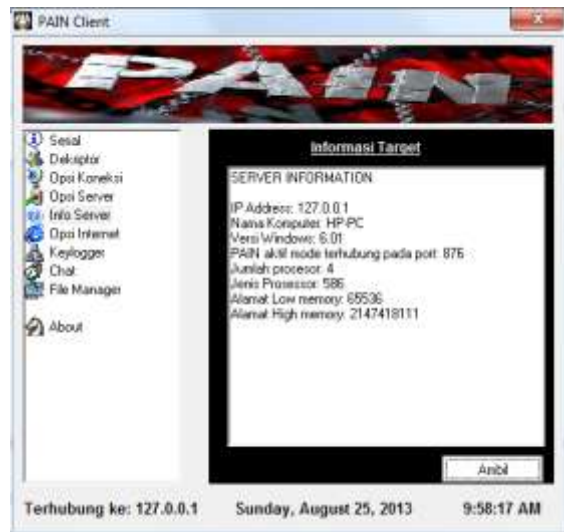 PAIN Client
PAIN
Sesal
Deksiptor
Opsi Koneksi
Opsi Server
Info Server
Opsi Internet
Keylogger
Chat
File Manager
About
Informasi Target
SERVER INFORMATION
IP Address: 127.0.0.1
Nama Komputer: HP-PC
Versi Windows: 6.01
PAIN aktif mode terhubung pada port: 876
Jumlah procesor: 4
Jenis Prosessor: 586
Alamat Low memory: 65536
Alamat High memory: 2147418111
Ambil
Terhubung ke: 127.0.0.1
Sunday, August 25, 2013
9:58:17 AM